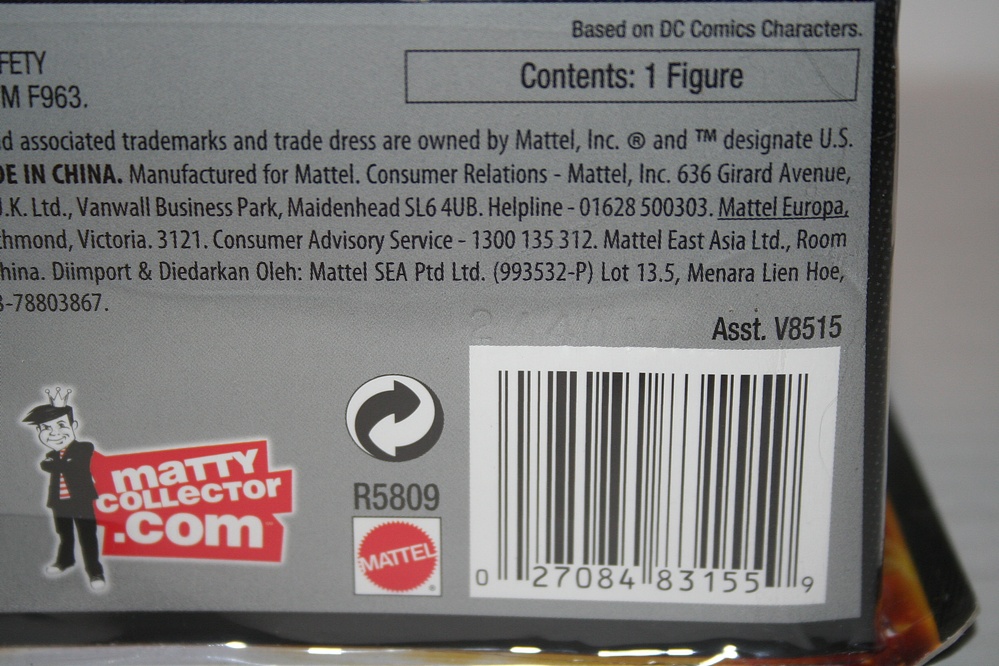 Based on DC Comics Characters.
FETY
M F963.
Contents: 1 Figure
d associated trademarks and trade dress are owned by Mattel, Inc. ® and ™ designate U.S.
DE IN CHINA. Manufactured for Mattel. Consumer Relations - Mattel, Inc. 636 Girard Avenue,
J.K. Ltd., Vanwall Business Park, Maidenhead SL6 4UB. Helpline - 01628 500303. Mattel Europa,
chmond, Victoria. 3121. Consumer Advisory Service - 1300 135 312. Mattel East Asia Ltd., Room
hina. Diimport & Diedarkan Oleh: Mattel SEA Ptd Ltd. (993532-P) Lot 13.5, Menara Lien Hoe,
3-78803867.
Asst. V8515
matty
collector
.com
R5809
MATTEL
0 27084 83155 9